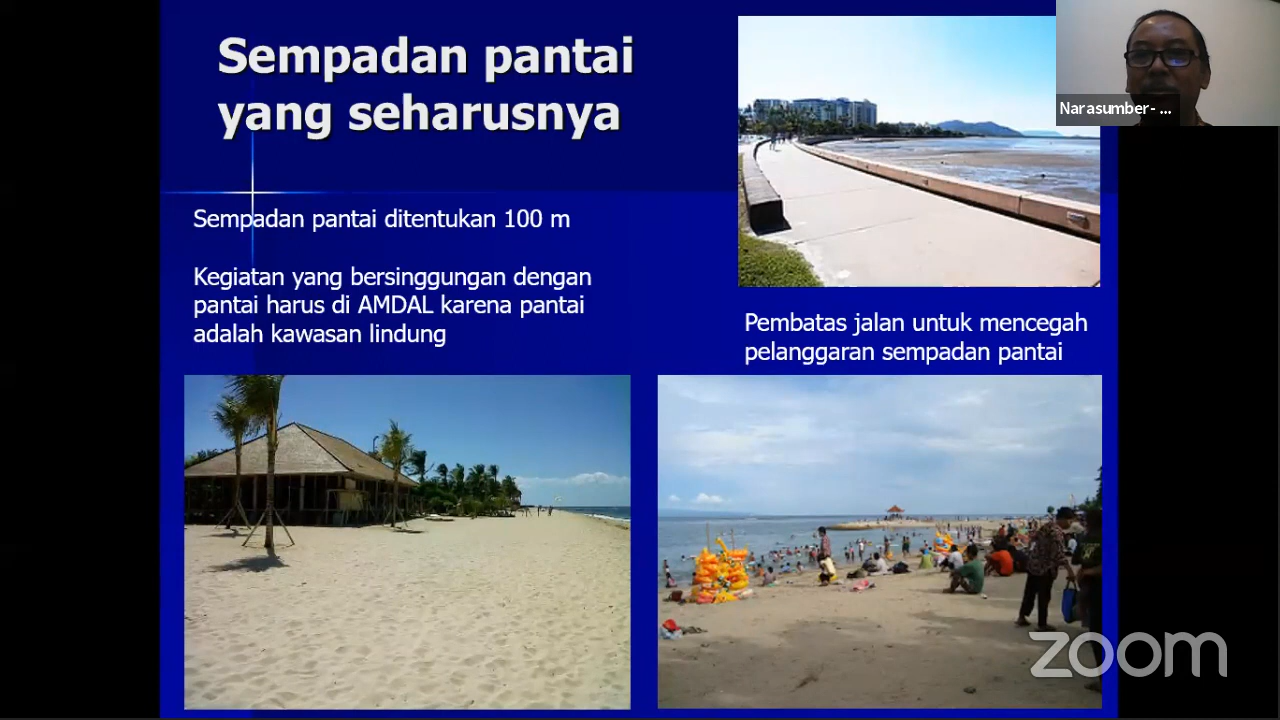 Sempadan pantai
yang seharusnya
Narasumber- ...
Sempadan pantai ditentukan 100 m
Kegiatan yang bersinggungan dengan
pantai harus di AMDAL karena pantai
adalah kawasan lindung
Pembatas jalan untuk mencegah
pelanggaran sempadan pantai
zoom